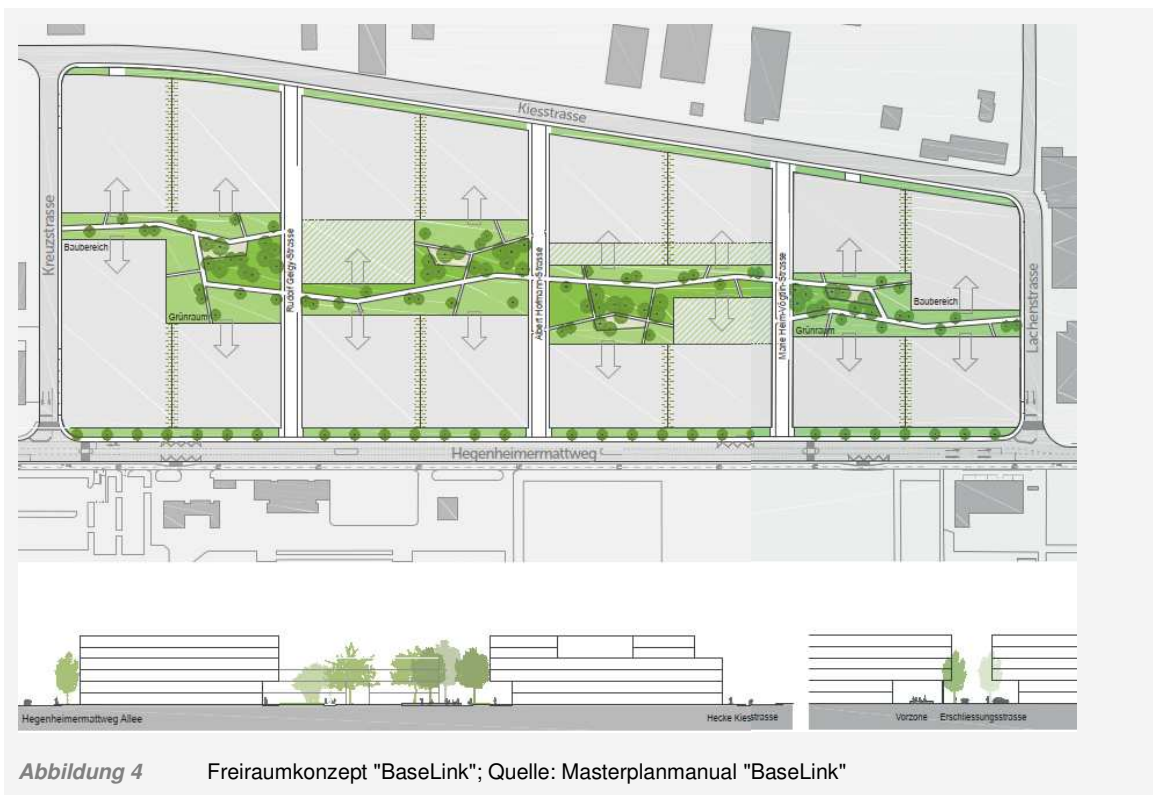 Kiesstrasse
Kreuzstrasse
Rudolf Geigy-Strasse
Albert Hofmann-Strasse
Marie Heim-Vögtlin-Strasse
Lachenstrasse
Baubereich
Grünraum
Baubereich
Grünraum
Hegenheimermattweg
Hegenheimermattweg Allee
Hecke Kiesstrasse
Vorzone
Erschliessungsstrasse
Abbildung 4 Freiraumkonzept "BaseLink"; Quelle: Masterplanmanual "BaseLink"